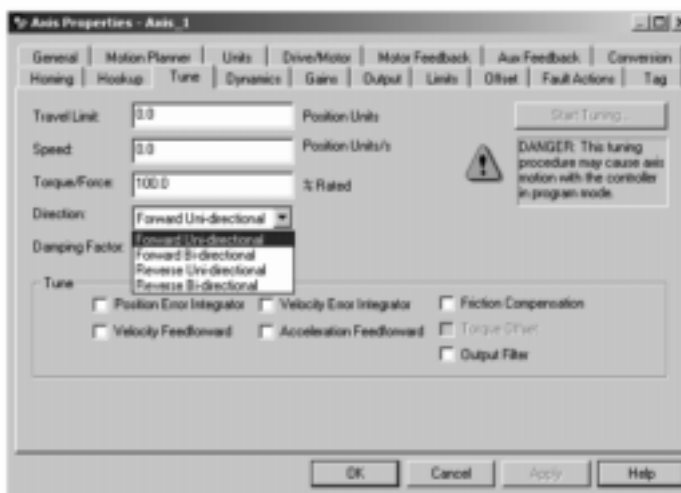 Axis Properties - Axis_1
General Motion Planner Units Drive/Motor Motor Feedback Aux Feedback Conversion
Homing Hookup Tune Dynamics Gains Output Limits Offset Fault Actions Tag
Travel Limit: 0.0 Position Units Start Tuning...
Speed: 0.0 Position Units/s
DANGER: This tuning
procedure may cause axis
motion with the controller
in program mode.
Torque/Force: 100.0 % Rated
Direction: Forward Uni-directional
Forward Uni-directional
Forward Bi-directional
Reverse Uni-directional
Reverse Bi-directional
Damping Factor:
Tune
Position Error Integrator Velocity Error Integrator Friction Compensation
Velocity Feedforward Acceleration Feedforward Torque Offset
Output Filter
OK Cancel Apply Help